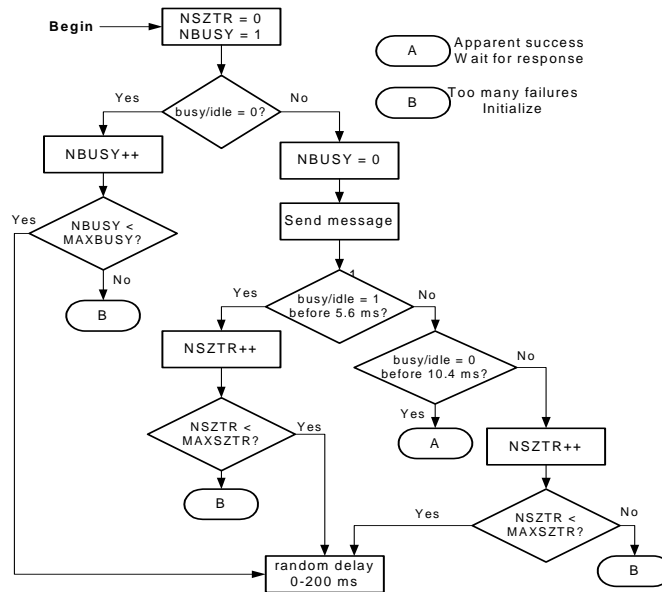 NSZTR = 0
NBUSY = 1
Begin
A
Apparent success
Wait for response
B
Too many failures
Initialize
Yes
busy/idle = 0?
No
NBUSY++
NBUSY = 0
Send message
Yes
NBUSY <
MAXBUSY?
No
B
1
Yes
busy/idle = 1
before 5.6 ms?
No
NSZTR++
busy/idle = 0
before 10.4 ms?
No
Yes
A
NSZTR <
MAXSZTR?
Yes
NSZTR++
B
Yes
NSZTR <
MAXSZTR?
No
B
random delay
0-200 ms